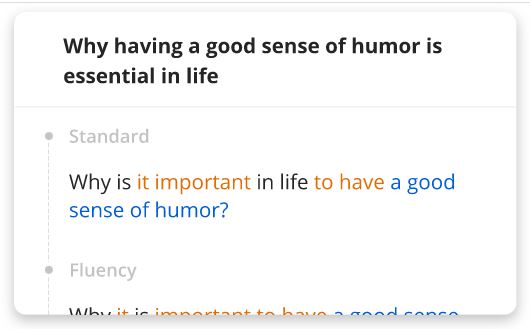 Why having a good sense of humor is
essential in life
Standard
Why is it important in life to have a good
sense of humor?
Fluency
Why it is important to have a good sense